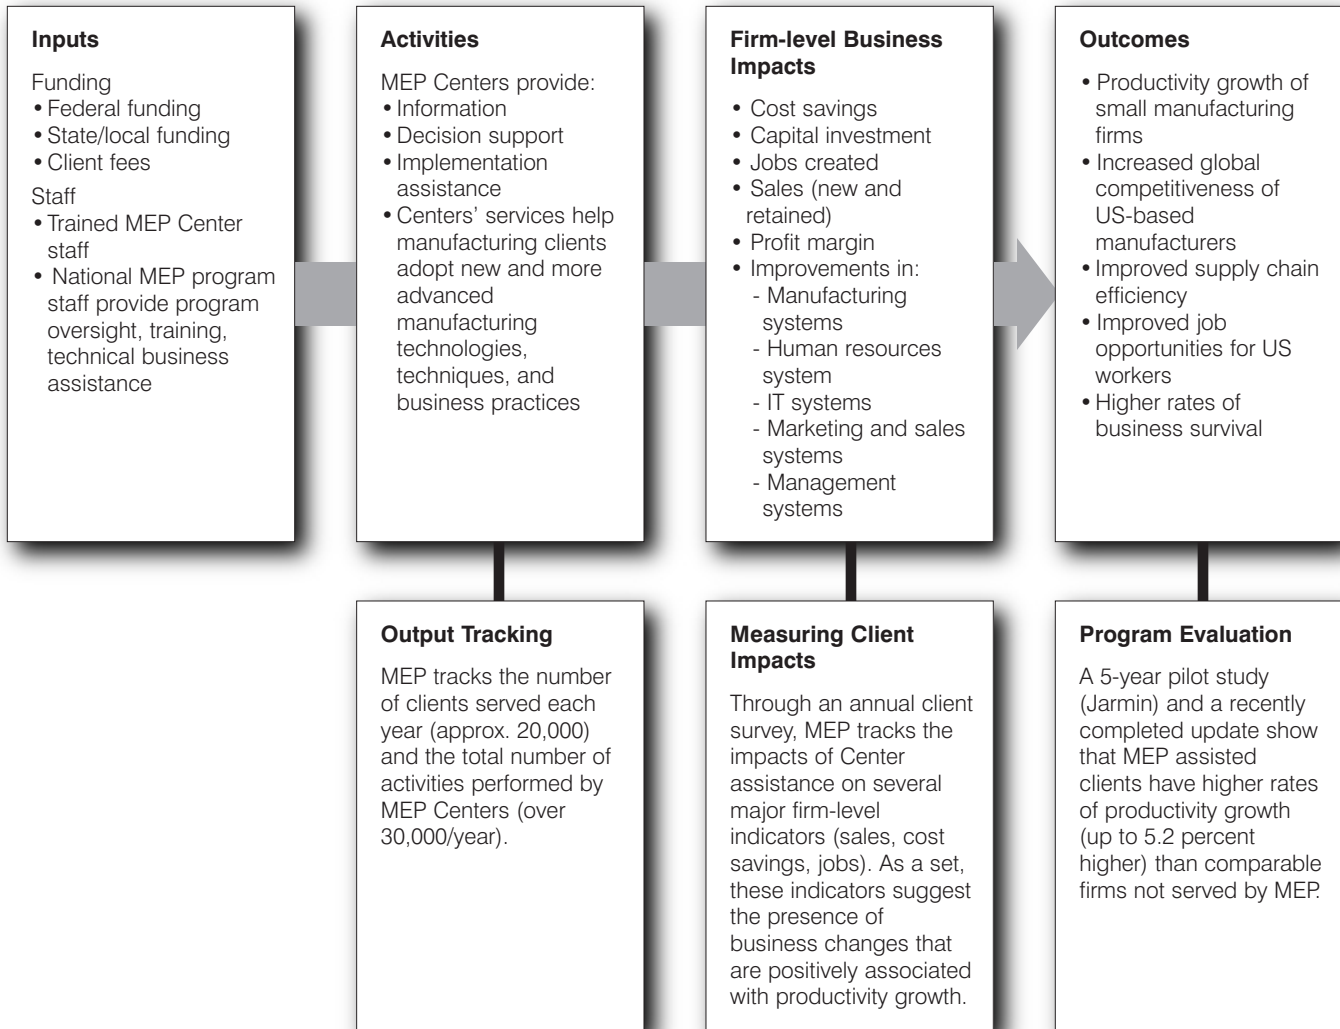 Inputs
Funding
• Federal funding
• State/local funding
• Client fees
Staff
• Trained MEP Center
staff
• National MEP program
staff provide program
oversight, training,
technical business
assistance
Activities
MEP Centers provide:
• Information
• Decision support
• Implementation
assistance
• Centers’ services help
manufacturing clients
adopt new and more
advanced
manufacturing
technologies,
techniques, and
business practices
Firm-level Business
Impacts
• Cost savings
• Capital investment
• Jobs created
• Sales (new and
retained)
• Profit margin
• Improvements in:
- Manufacturing
systems
- Human resources
system
- IT systems
- Marketing and sales
systems
- Management
systems
Outcomes
• Productivity growth of
small manufacturing
firms
• Increased global
competitiveness of
US-based
manufacturers
• Improved supply chain
efficiency
• Improved job
opportunities for US
workers
• Higher rates of
business survival
Output Tracking
MEP tracks the number
of clients served each
year (approx. 20,000)
and the total number of
activities performed by
MEP Centers (over
30,000/year).
Measuring Client
Impacts
Through an annual client
survey, MEP tracks the
impacts of Center
assistance on several
major firm-level
indicators (sales, cost
savings, jobs). As a set,
these indicators suggest
the presence of
business changes that
are positively associated
with productivity growth.
Program Evaluation
A 5-year pilot study
(Jarmin) and a recently
completed update show
that MEP assisted
clients have higher rates
of productivity growth
(up to 5.2 percent
higher) than comparable
firms not served by MEP.